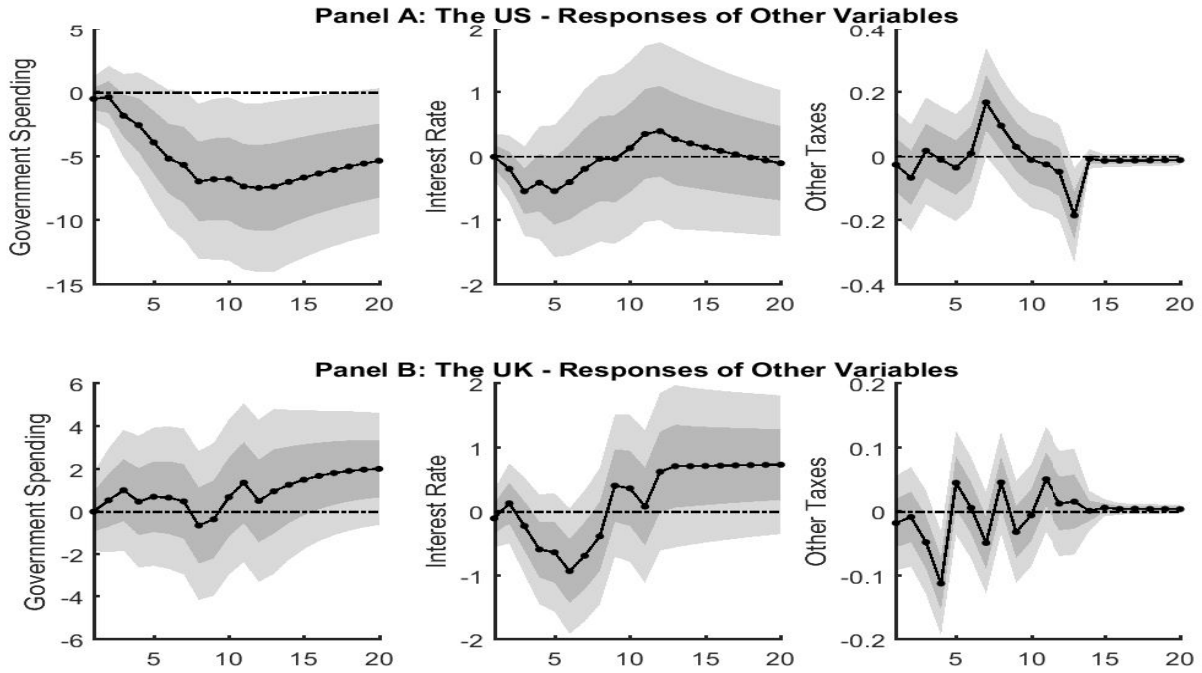 Panel A: The US - Responses of Other Variables
Government Spending
5
0
-5
-10
-15
5 10 15 20
Interest Rate
2
1
0
-1
-2
5 10 15 20
Other Taxes
0.4
0.2
0
-0.2
-0.4
5 10 15 20
Panel B: The UK - Responses of Other Variables
Government Spending
6
4
2
0
-2
-4
-6
5 10 15 20
Interest Rate
2
1
0
-1
-2
5 10 15 20
Other Taxes
0.2
0.1
0
-0.1
-0.2
5 10 15 20